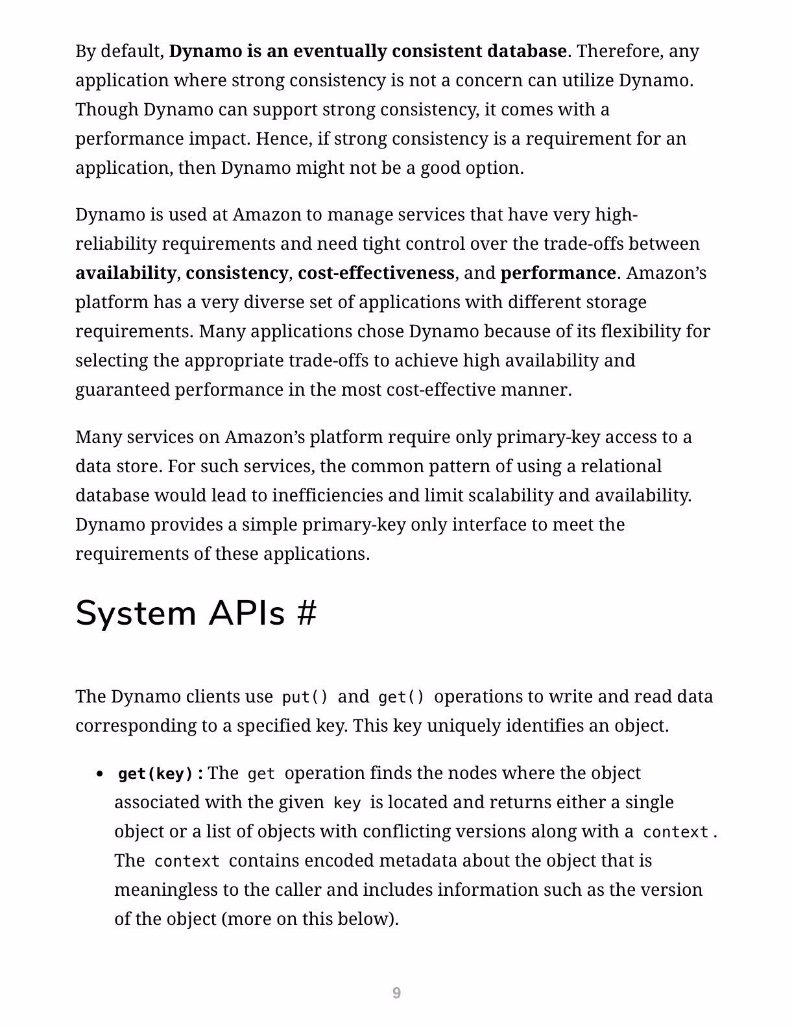 By default, Dynamo is an eventually consistent database. Therefore, any
application where strong consistency is not a concern can utilize Dynamo.
Though Dynamo can support strong consistency, it comes with a
performance impact. Hence, if strong consistency is a requirement for an
application, then Dynamo might not be a good option.
Dynamo is used at Amazon to manage services that have very high-
reliability requirements and need tight control over the trade-offs between
availability, consistency, cost-effectiveness, and performance. Amazon’s
platform has a very diverse set of applications with different storage
requirements. Many applications chose Dynamo because of its flexibility for
selecting the appropriate trade-offs to achieve high availability and
guaranteed performance in the most cost-effective manner.
Many services on Amazon’s platform require only primary-key access to a
data store. For such services, the common pattern of using a relational
database would lead to inefficiencies and limit scalability and availability.
Dynamo provides a simple primary-key only interface to meet the
requirements of these applications.
System APIs #
The Dynamo clients use put() and get() operations to write and read data
corresponding to a specified key. This key uniquely identifies an object.
• get(key) : The get operation finds the nodes where the object
associated with the given key is located and returns either a single
object or a list of objects with conflicting versions along with a context .
The context contains encoded metadata about the object that is
meaningless to the caller and includes information such as the version
of the object (more on this below).
9